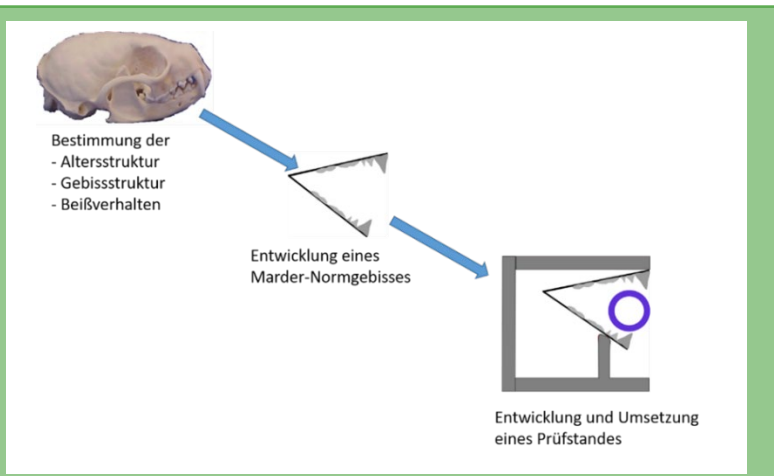 Bestimmung der
- Altersstruktur
- Gebissstruktur
- Beißverhalten
Entwicklung eines
Marder-Normgebisses
Entwicklung und Umsetzung
eines Prüfstandes